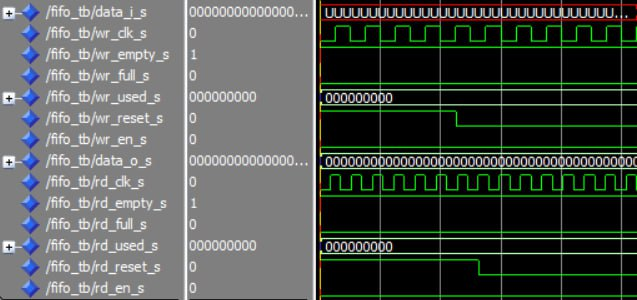 /fifo_tb/data_i_s 00000000000000... UUUUUUUUUUUUUUUUUUUUUUUUUUUUUUUU...
/fifo_tb/wr_clk_s 0
/fifo_tb/wr_empty_s 1
/fifo_tb/wr_full_s 0
/fifo_tb/wr_used_s 000000000 000000000
/fifo_tb/wr_reset_s 0
/fifo_tb/wr_en_s 0
/fifo_tb/data_o_s 00000000000000... 00000000000000000000000000000000000000000
/fifo_tb/rd_clk_s 0
/fifo_tb/rd_empty_s 1
/fifo_tb/rd_full_s 0
/fifo_tb/rd_used_s 000000000 000000000
/fifo_tb/rd_reset_s 0
/fifo_tb/rd_en_s 0